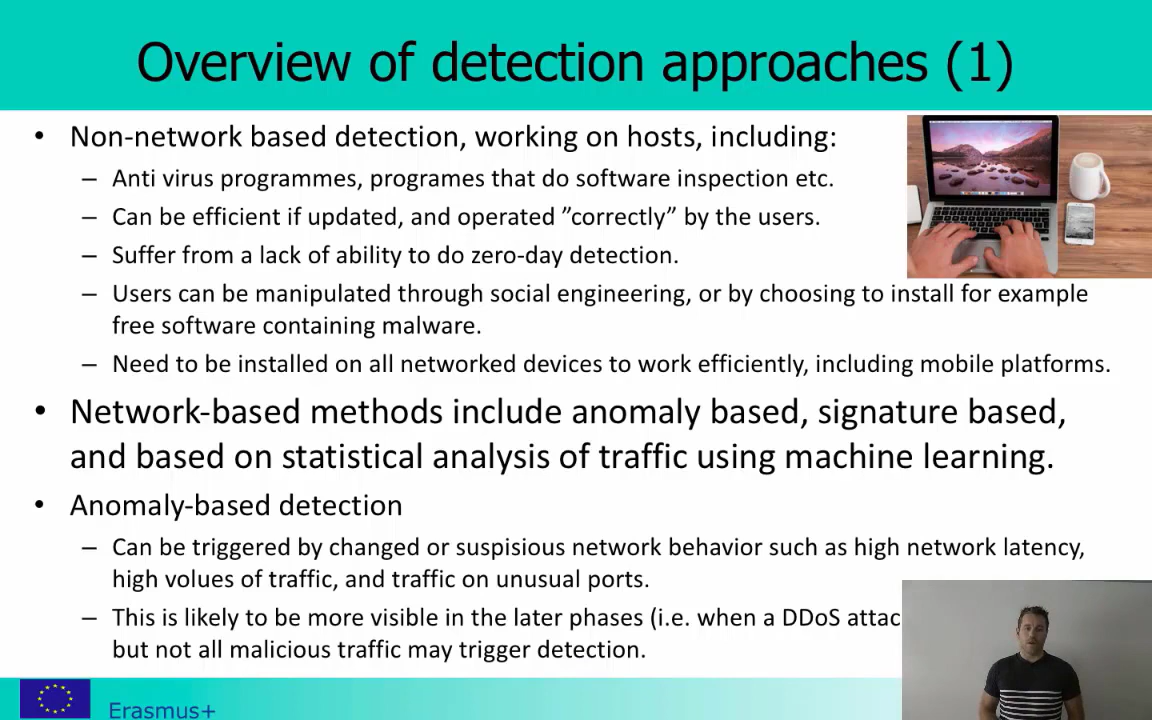 Overview of detection approaches (1)
• Non-network based detection, working on hosts, including:
– Anti virus programmes, programes that do software inspection etc.
– Can be efficient if updated, and operated ”correctly” by the users.
– Suffer from a lack of ability to do zero-day detection.
– Users can be manipulated through social engineering, or by choosing to install for example
free software containing malware.
– Need to be installed on all networked devices to work efficiently, including mobile platforms.
• Network-based methods include anomaly based, signature based,
and based on statistical analysis of traffic using machine learning.
• Anomaly-based detection
– Can be triggered by changed or suspisious network behavior such as high network latency,
high volues of traffic, and traffic on unusual ports.
– This is likely to be more visible in the later phases (i.e. when a DDoS attac
but not all malicious traffic may trigger detection.
Erasmus+